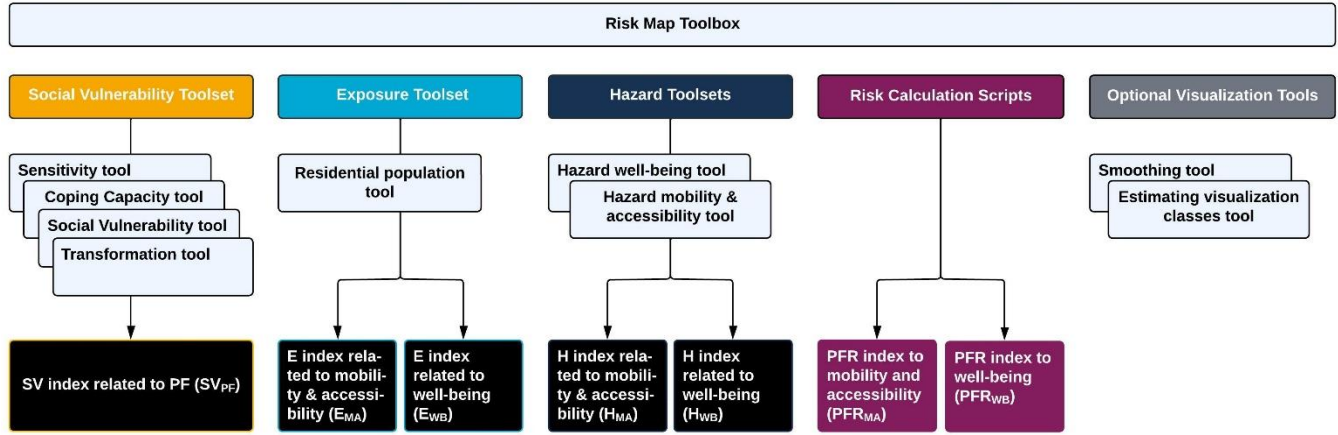 Risk Map Toolbox
Social Vulnerability Toolset
Exposure Toolset
Hazard Toolsets
Risk Calculation Scripts
Optional Visualization Tools
Sensitivity tool
Coping Capacity tool
Social Vulnerability tool
Transformation tool
Residential population
tool
Hazard well-being tool
Hazard mobility &
accessibility tool
Smoothing tool
Estimating visualization
classes tool
SV index related to PF (SVPF)
E index rela-
ted to mobili-
ty & accessi-
bility (EMA)
E index
related to
well-being
(EWB)
H index rela-
ted to mobili-
ty & accessi-
bility (HMA)
H index
related to
well-being
(HWB)
PFR index to
mobility and
accessibility
(PFRMA)
PFR index to
well-being
(PFRWB)